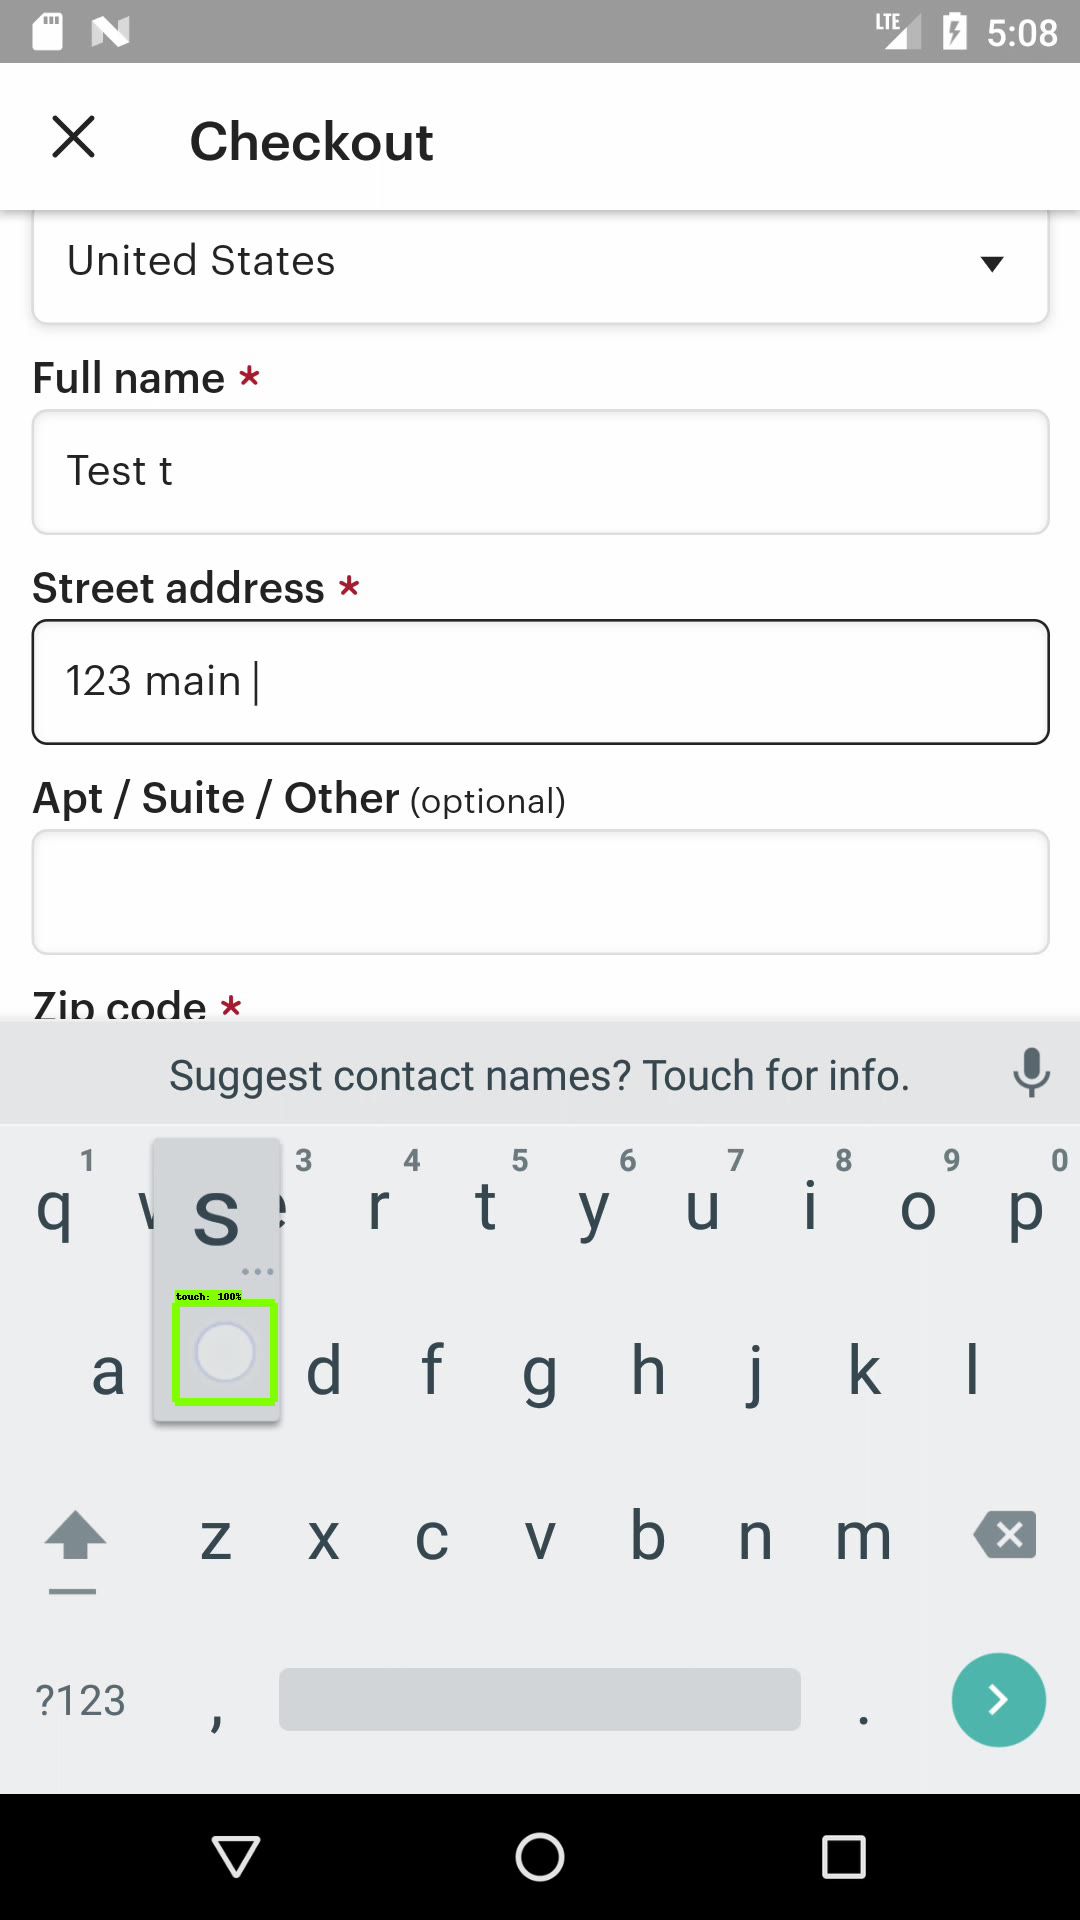 LTE 5:08
Checkout
United States
Full name *
Test t
Street address *
123 main
Apt / Suite / Other (optional)
Zip code *
Suggest contact names? Touch for info.
1 3 4 5 6 7 8 9 0
q w s e r t y u i o p
touch: 100%
a d f g h j k l
z x c v b n m
?123 , .